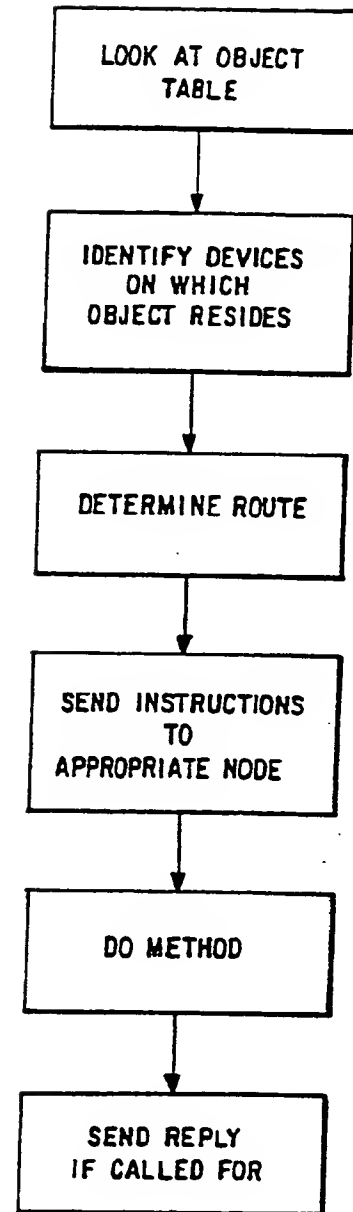 LOOK AT OBJECT
TABLE
IDENTIFY DEVICES
ON WHICH
OBJECT RESIDES
DETERMINE ROUTE
SEND INSTRUCTIONS
TO
APPROPRIATE NODE
DO METHOD
SEND REPLY
IF CALLED FOR